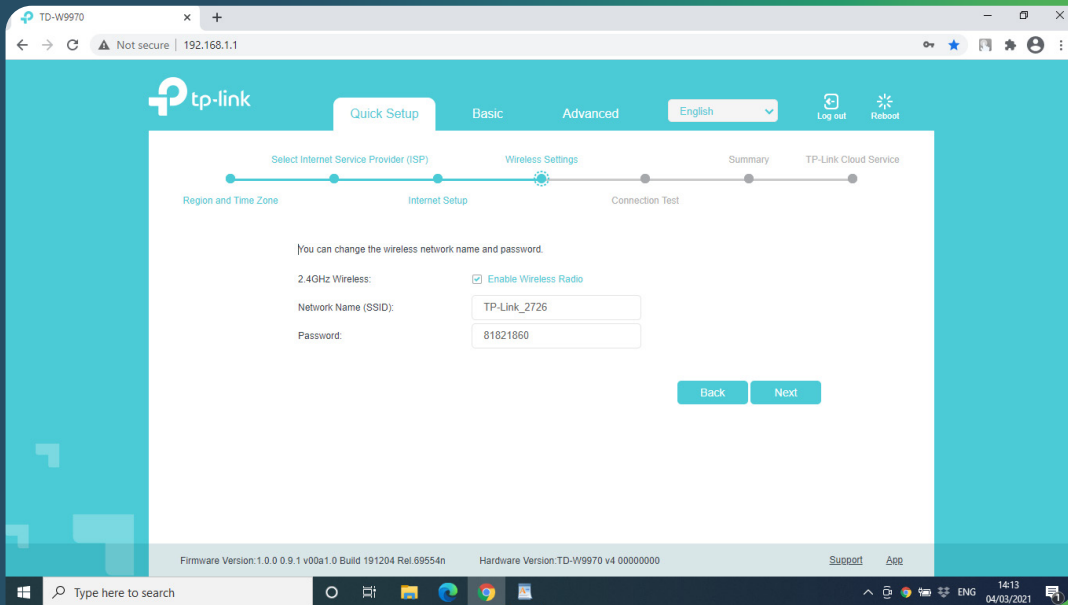 TD-W9970
Not secure | 192.168.1.1
tp-link
Quick Setup Basic Advanced English Log out Reboot
Select Internet Service Provider (ISP) Wireless Settings Summary TP-Link Cloud Service
Region and Time Zone Internet Setup Connection Test
You can change the wireless network name and password.
2.4GHz Wireless: Enable Wireless Radio
Network Name (SSID): TP-Link_2726
Password: 81821860
Back Next
Firmware Version:1.0.0 0.9.1 v00a1.0 Build 191204 Rel.69554n Hardware Version:TD-W9970 v4 00000000 Support App
Type here to search ENG 14:13
04/03/2021 1